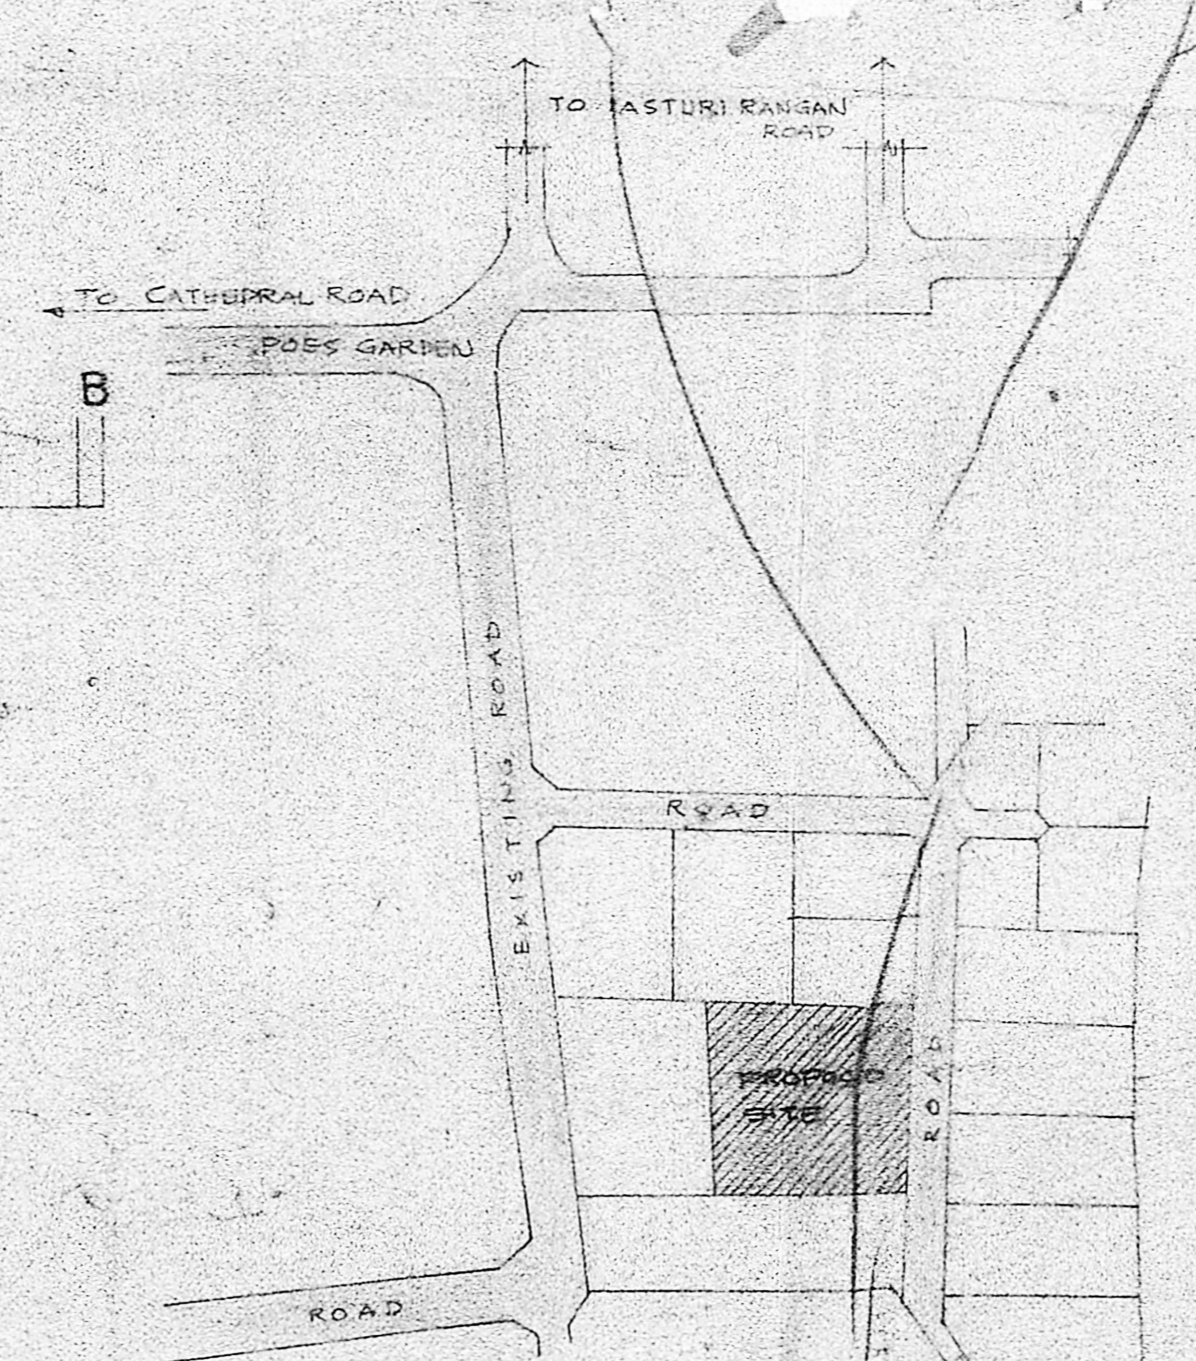 TO KASTURI RANGAN
ROAD
TO CATHEDRAL ROAD
POES GARDEN
B
EXISTING ROAD
ROAD
ROAD
PROPOSED
SITE
ROAD